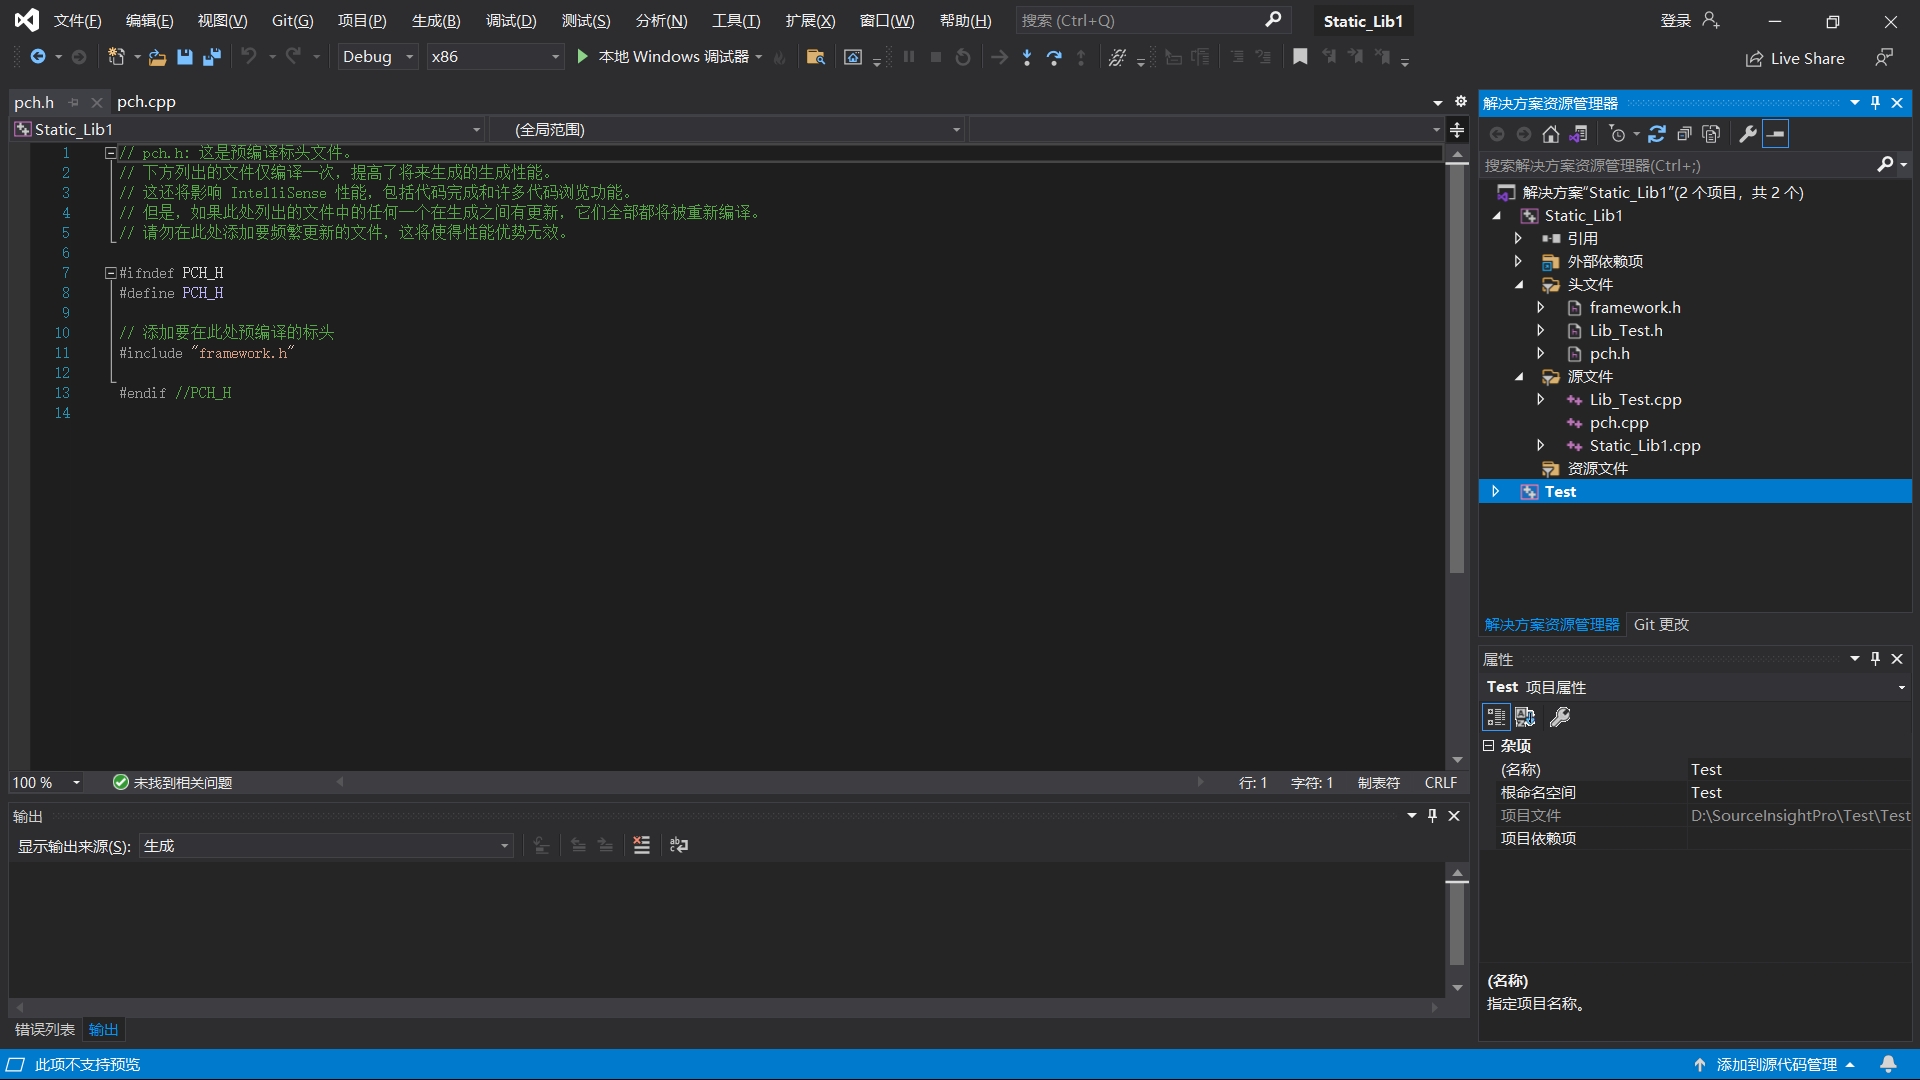 文件(F) 编辑(E) 视图(V) Git(G) 项目(P) 生成(B) 调试(D) 测试(S) 分析(N) 工具(T) 扩展(X) 窗口(W) 帮助(H) 搜索 (Ctrl+Q) Static_Lib1 登录
Debug x86 本地 Windows 调试器 Live Share
pch.h pch.cpp
Static_Lib1 (全局范围)
1 // pch.h: 这是预编译标头文件。
2 // 下方列出的文件仅编译一次，提高了将来生成的生成性能。
3 // 这还将影响 IntelliSense 性能，包括代码完成和许多代码浏览功能。
4 // 但是，如果此处列出的文件中的任何一个在生成之间有更新，它们全部都将被重新编译。
5 // 请勿在此处添加要频繁更新的文件，这将使得性能优势无效。
6
7 #ifndef PCH_H
8 #define PCH_H
9
10 // 添加要在此处预编译的标头
11 #include "framework.h"
12
13 #endif //PCH_H
14
100 % 未找到相关问题 行: 1 字符: 1 制表符 CRLF
输出
显示输出来源(S): 生成
错误列表 输出
解决方案资源管理器
搜索解决方案资源管理器(Ctrl+;)
解决方案"Static_Lib1"(2 个项目，共 2 个)
Static_Lib1
引用
外部依赖项
头文件
framework.h
Lib_Test.h
pch.h
源文件
Lib_Test.cpp
pch.cpp
Static_Lib1.cpp
资源文件
Test
解决方案资源管理器 Git 更改
属性
Test 项目属性
杂项
(名称) Test
根命名空间 Test
项目文件 D:\SourceInsightPro\Test\Test
项目依赖项
(名称)
指定项目名称。
此项不支持预览 添加到源代码管理